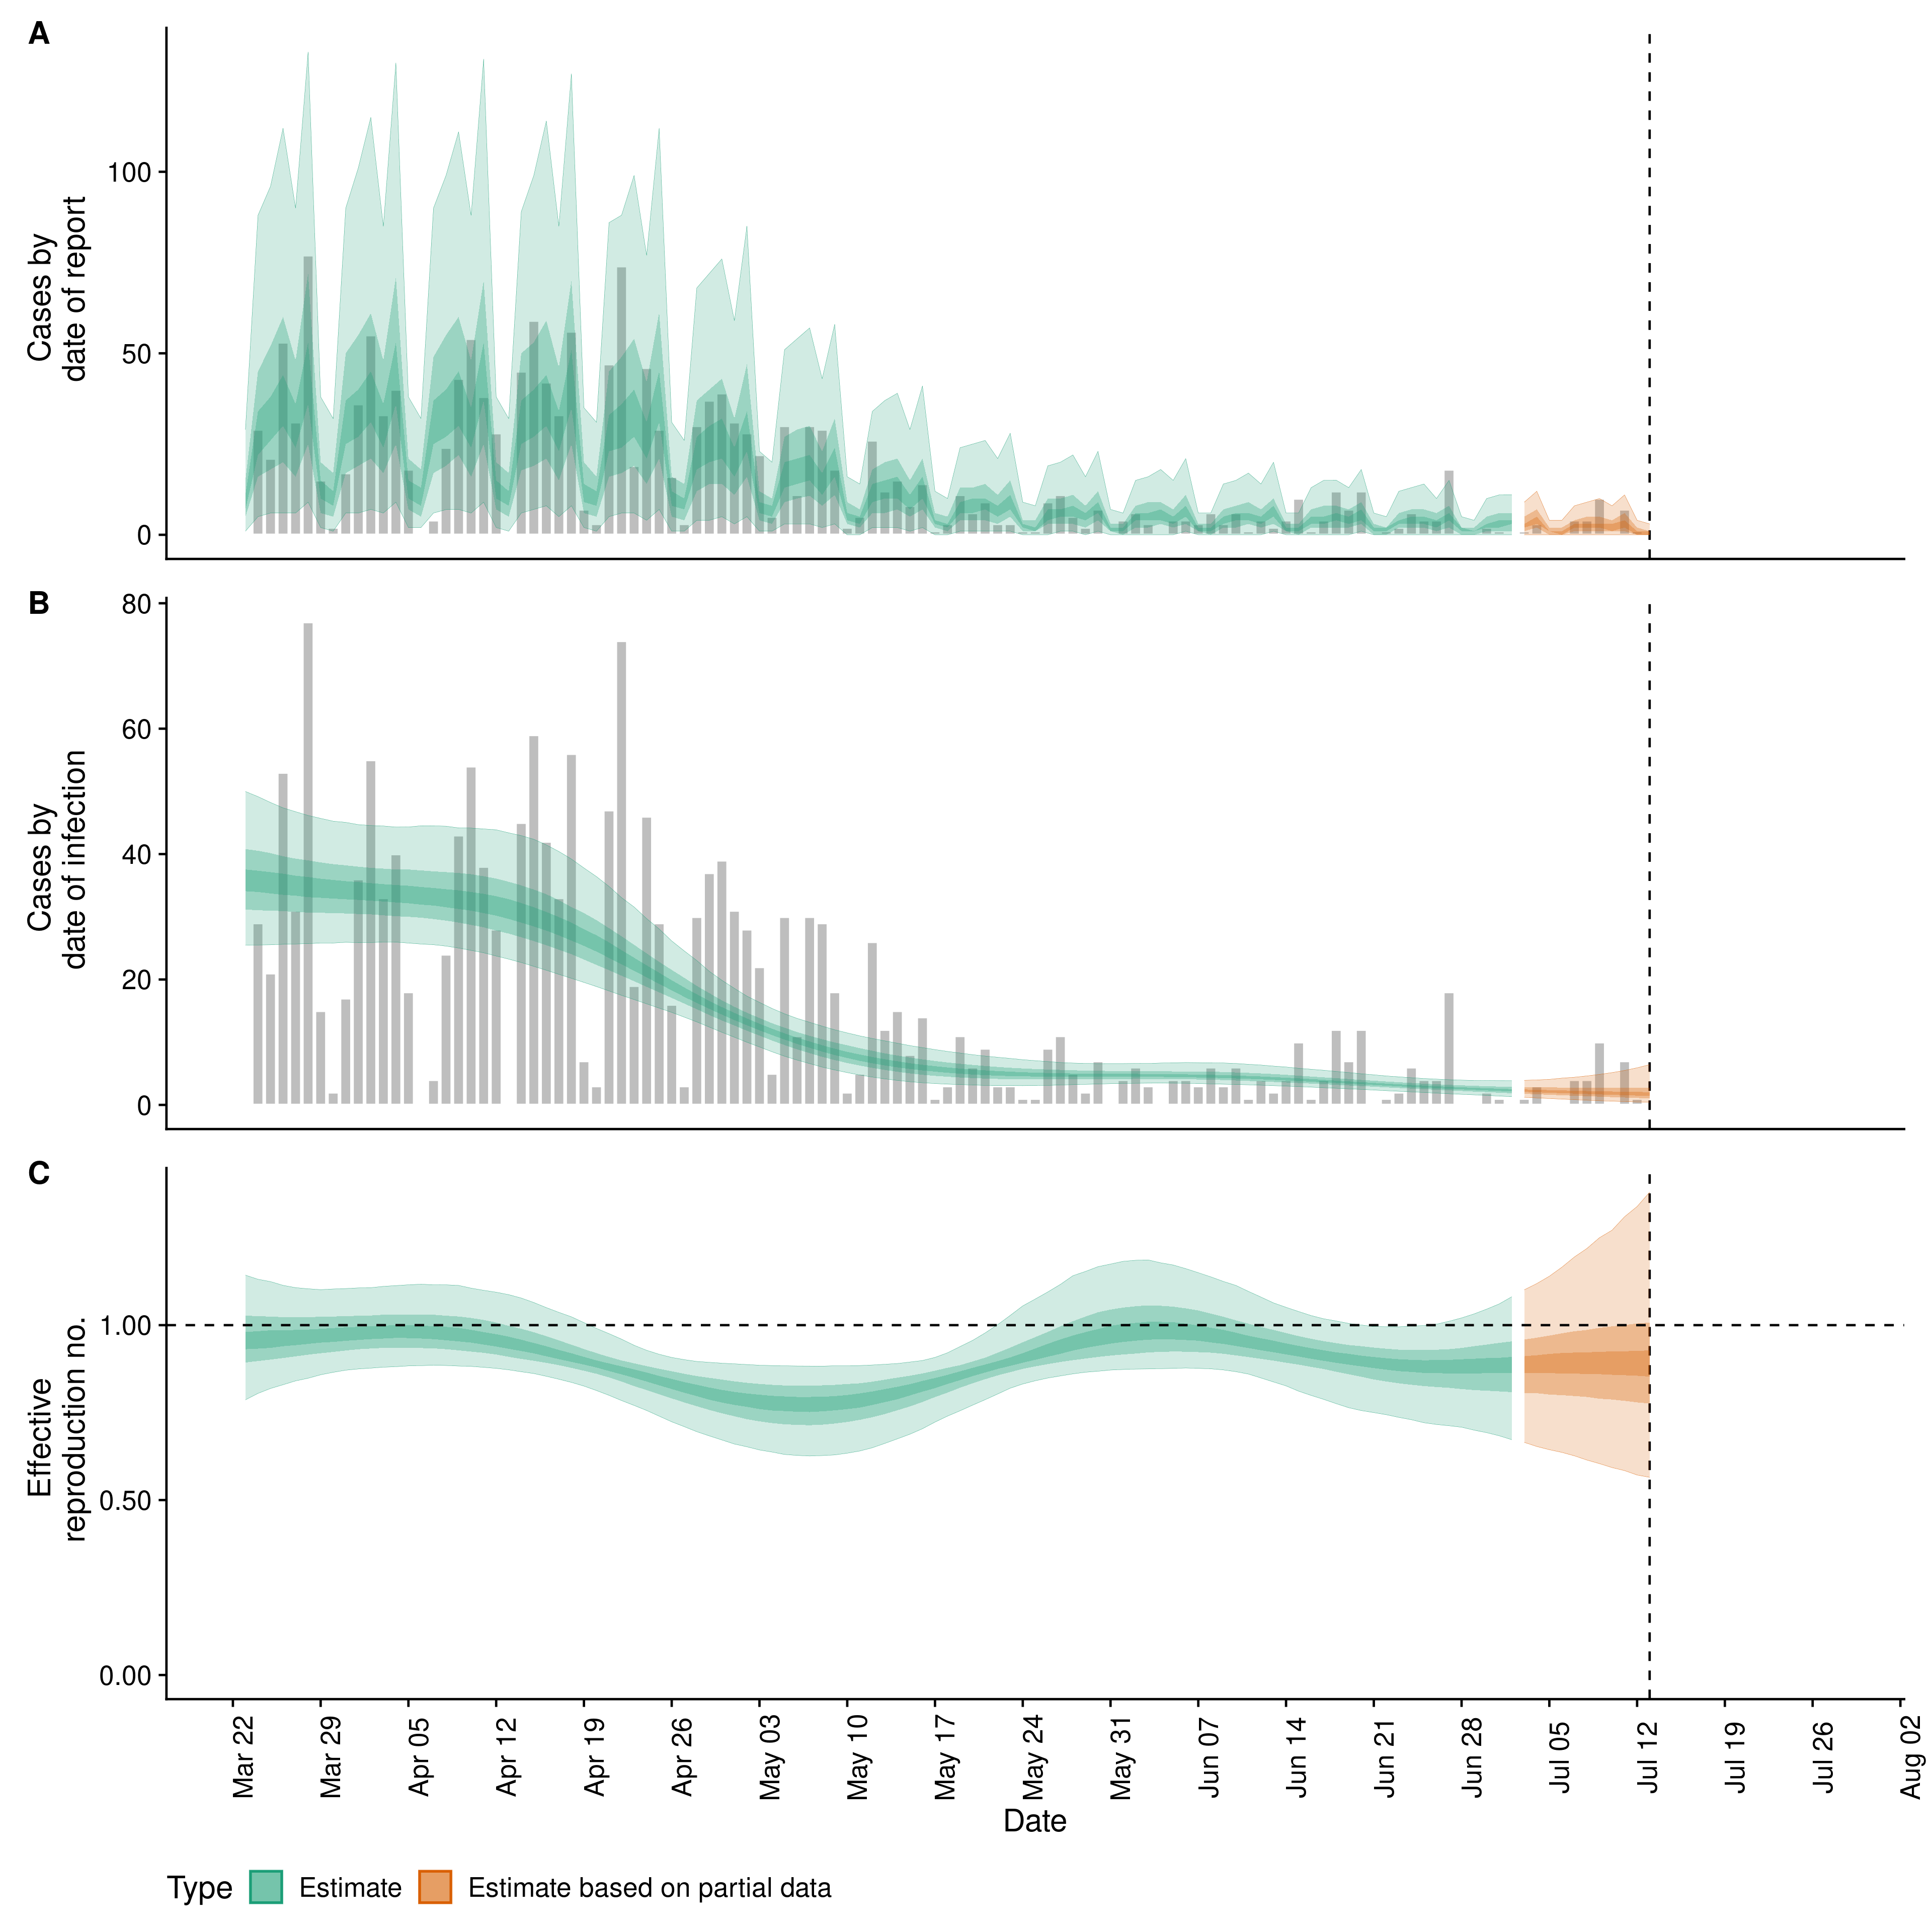 A
Cases by
date of report
100
50
0
B
Cases by
date of infection
80
60
40
20
0
C
Effective
reproduction no.
1.00
0.50
0.00
Mar 22
Mar 29
Apr 05
Apr 12
Apr 19
Apr 26
May 03
May 10
May 17
May 24
May 31
Jun 07
Jun 14
Jun 21
Jun 28
Jul 05
Jul 12
Jul 19
Jul 26
Aug 02
Date
Type Estimate Estimate based on partial data